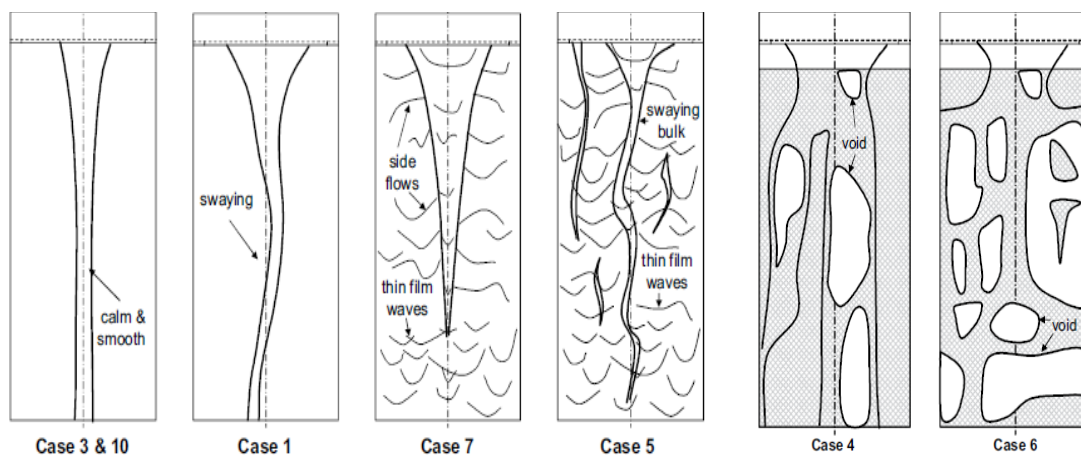 calm &
smooth
Case 3 & 10
swaying
Case 1
side
flows
thin film
waves
Case 7
swaying
bulk
thin film
waves
Case 5
void
Case 4
void
Case 6